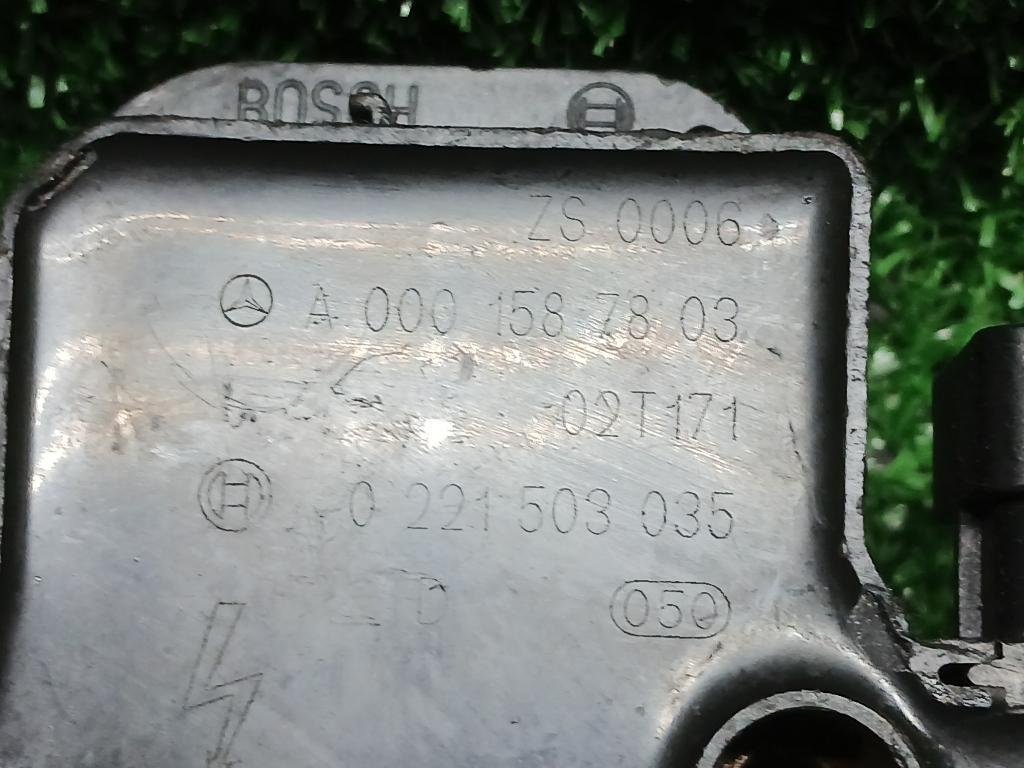 BOSCH
ZS 0006
A 000 158 78 03
02T171
0 221 503 035
050